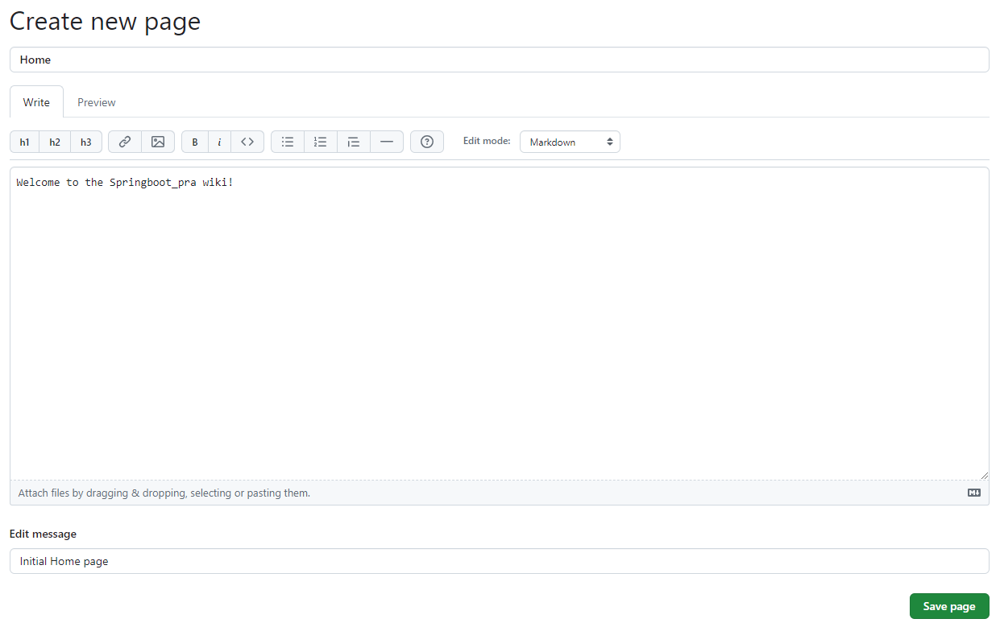 Create new page
Home
Write Preview
h1 h2 h3 B i <> Edit mode: Markdown
Welcome to the Springboot_pra wiki!
Attach files by dragging & dropping, selecting or pasting them.
Edit message
Initial Home page
Save page